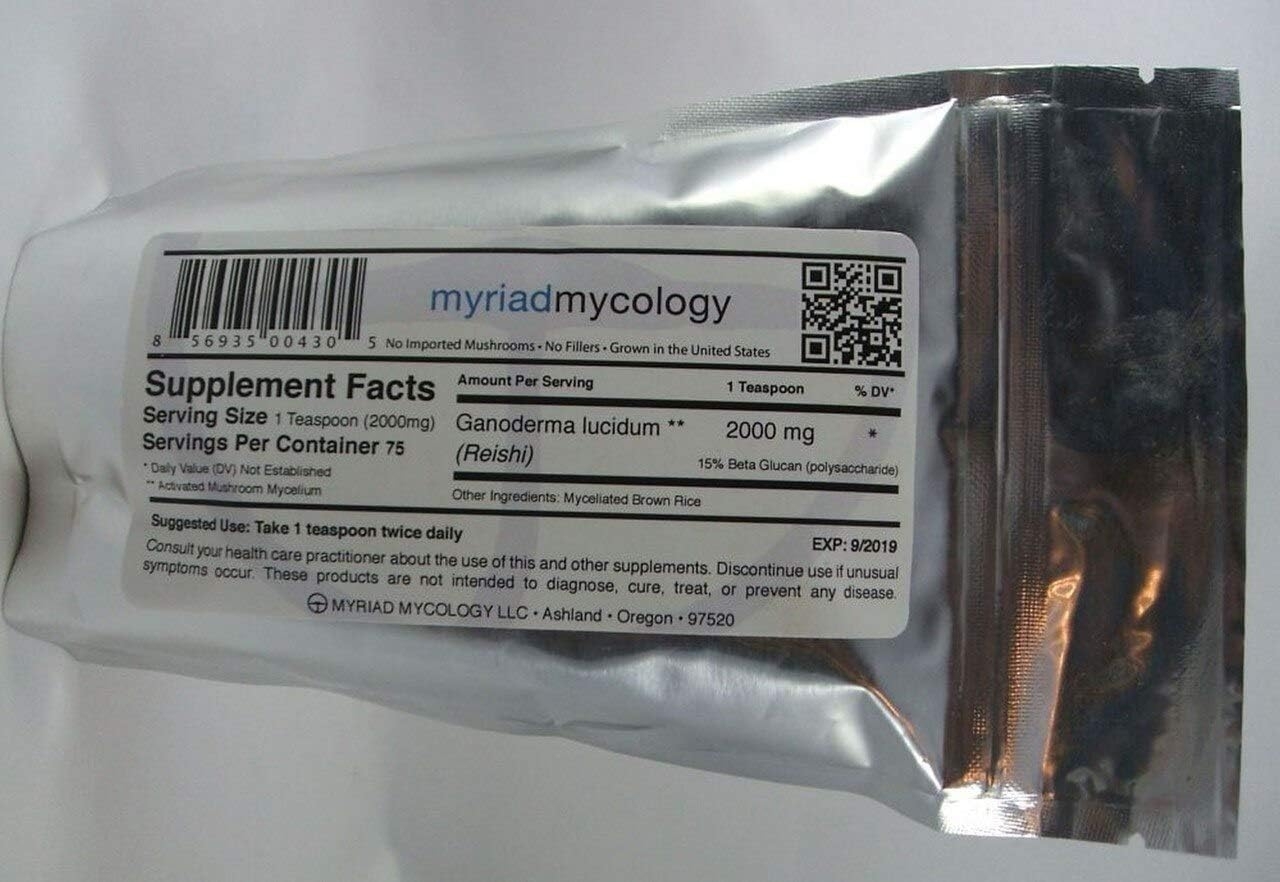 myriadmycology
8 56935 00430 5
No Imported Mushrooms • No Fillers • Grown in the United States
Supplement Facts
Serving Size 1 Teaspoon (2000mg)
Servings Per Container 75
* Daily Value (DV) Not Established
** Activated Mushroom Mycelium
Amount Per Serving 1 Teaspoon % DV*
Ganoderma lucidum ** 2000 mg *
(Reishi) 15% Beta Glucan (polysaccharide)
Other Ingredients: Myceliated Brown Rice
Suggested Use: Take 1 teaspoon twice daily
EXP: 9/2019
Consult your health care practitioner about the use of this and other supplements. Discontinue use if unusual
symptoms occur. These products are not intended to diagnose, cure, treat, or prevent any disease.
MYRIAD MYCOLOGY LLC • Ashland • Oregon • 97520